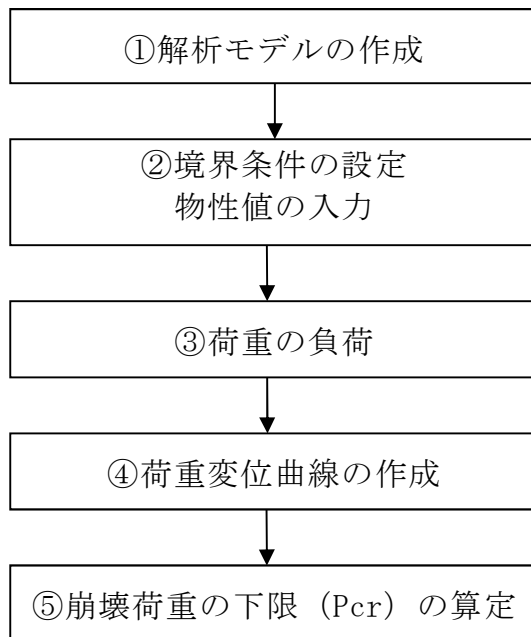 ①解析モデルの作成
②境界条件の設定
物性値の入力
③荷重の負荷
④荷重変位曲線の作成
⑤崩壊荷重の下限（Pcr）の算定